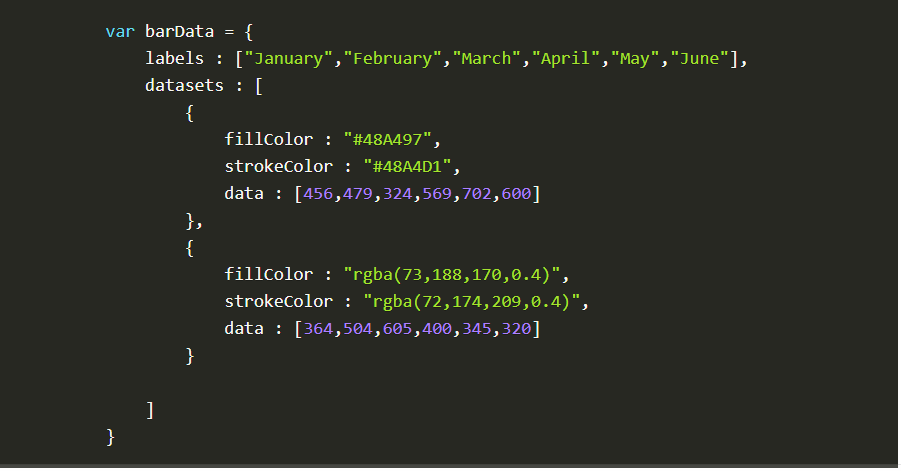 var barData = {
labels : ["January","February","March","April","May","June"],
datasets : [
{
fillColor : "#48A497",
strokeColor : "#48A4D1",
data : [456,479,324,569,702,600]
},
{
fillColor : "rgba(73,188,170,0.4)",
strokeColor : "rgba(72,174,209,0.4)",
data : [364,504,605,400,345,320]
}
]
}